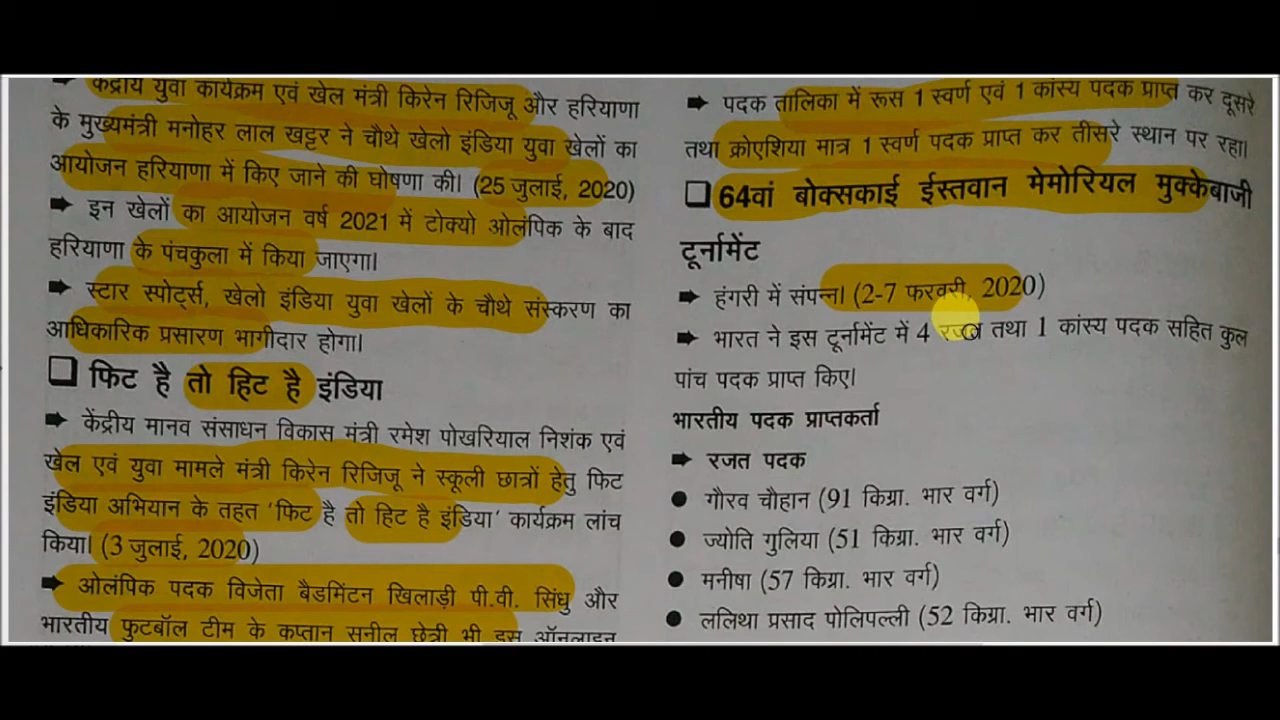 ➡ केंद्रीय युवा कार्यक्रम एवं खेल मंत्री किरेन रिजिजू और हरियाणा
के मुख्यमंत्री मनोहर लाल खट्टर ने चौथे खेलो इंडिया युवा खेलों का
आयोजन हरियाणा में किए जाने की घोषणा की। (25 जुलाई, 2020)
➡ इन खेलों का आयोजन वर्ष 2021 में टोक्यो ओलंपिक के बाद
हरियाणा के पंचकुला में किया जाएगा।
➡ स्टार स्पोर्ट्स, खेलो इंडिया युवा खेलों के चौथे संस्करण का
आधिकारिक प्रसारण भागीदार होगा।
❑ फिट है तो हिट है इंडिया
➡ केंद्रीय मानव संसाधन विकास मंत्री रमेश पोखरियाल निशंक एवं
खेल एवं युवा मामले मंत्री किरेन रिजिजू ने स्कूली छात्रों हेतु फिट
इंडिया अभियान के तहत 'फिट है तो हिट है इंडिया' कार्यक्रम लांच
किया। (3 जुलाई, 2020)
➡ ओलंपिक पदक विजेता बैडमिंटन खिलाड़ी पी.वी. सिंधु और
भारतीय फुटबॉल टीम के कप्तान सुनील छेत्री भी इस ऑनलाइन
➡ पदक तालिका में रूस 1 स्वर्ण एवं 1 कांस्य पदक प्राप्त कर दूसरे
तथा क्रोएशिया मात्र 1 स्वर्ण पदक प्राप्त कर तीसरे स्थान पर रहा।
❑ 64वां बोक्सकाई ईस्तवान मेमोरियल मुक्केबाजी
टूर्नामेंट
➡ हंगरी में संपन्न। (2-7 फरवरी, 2020)
➡ भारत ने इस टूर्नामेंट में 4 रजत तथा 1 कांस्य पदक सहित कुल
पांच पदक प्राप्त किए।
भारतीय पदक प्राप्तकर्ता
➡ रजत पदक
● गौरव चौहान (91 किग्रा. भार वर्ग)
● ज्योति गुलिया (51 किग्रा. भार वर्ग)
● मनीषा (57 किग्रा. भार वर्ग)
● ललिथा प्रसाद पोलिपल्ली (52 किग्रा. भार वर्ग)